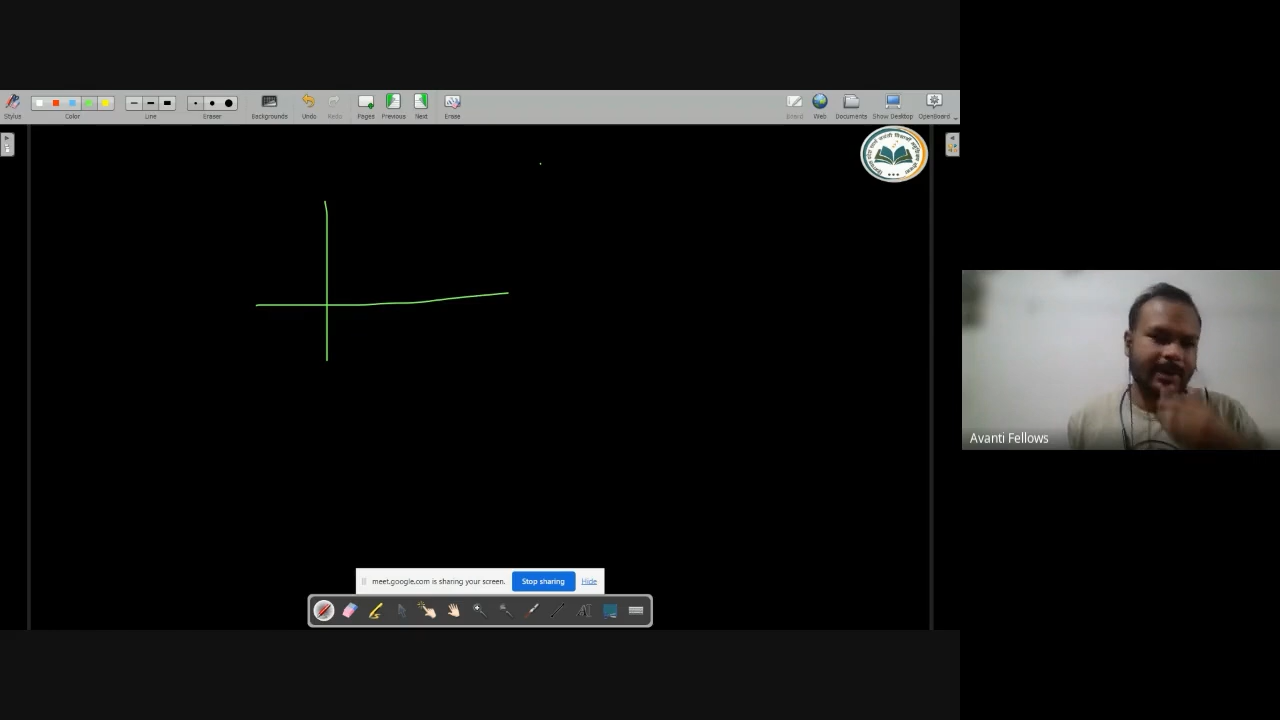 Stylus Color Line Eraser Backgrounds Undo Redo Pages Previous Next Erase Board Web Documents Show Desktop OpenBoard
meet.google.com is sharing your screen. Stop sharing Hide
Avanti Fellows